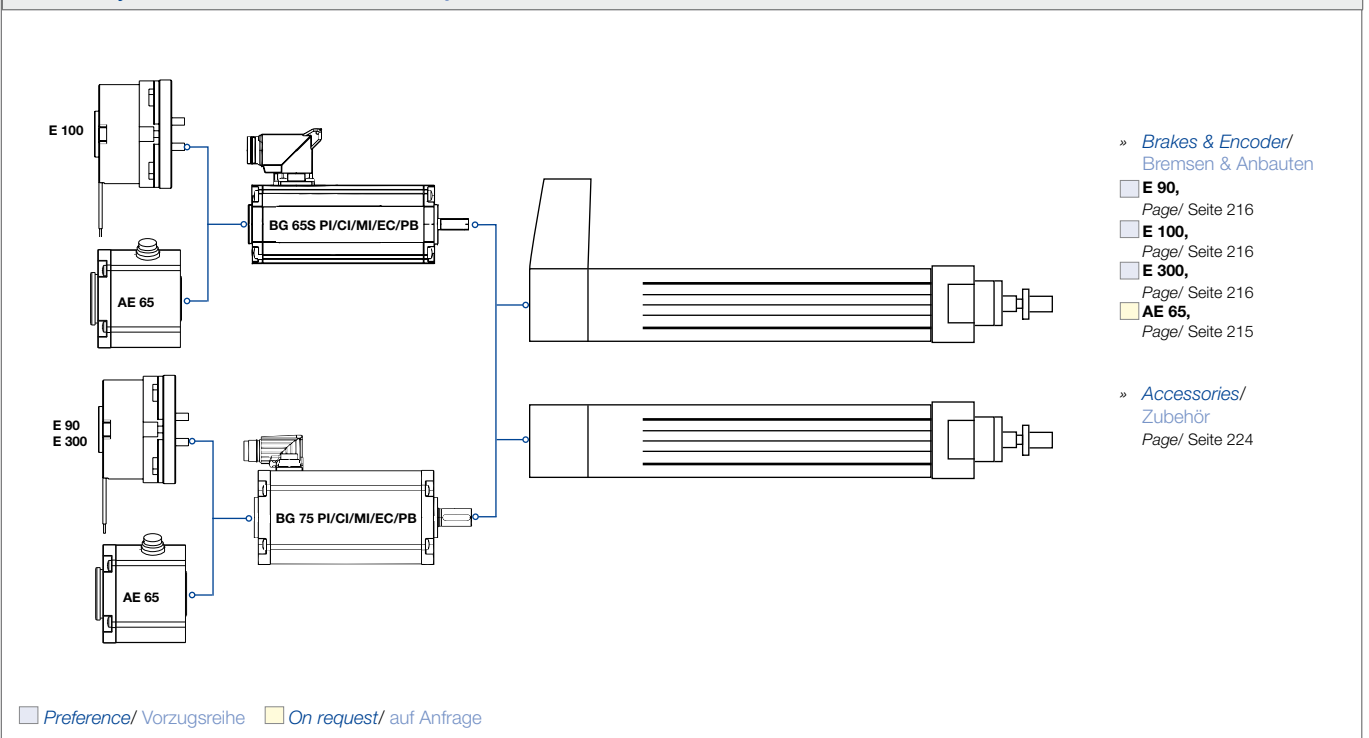 E 100
BG 65S PI/CI/MI/EC/PB
AE 65
E 90
E 300
BG 75 PI/CI/MI/EC/PB
AE 65
» Brakes & Encoder/
Bremsen & Anbauten
E 90,
Page/ Seite 216
E 100,
Page/ Seite 216
E 300,
Page/ Seite 216
AE 65,
Page/ Seite 215
» Accessories/
Zubehör
Page/ Seite 224
Preference/ Vorzugsreihe On request/ auf Anfrage